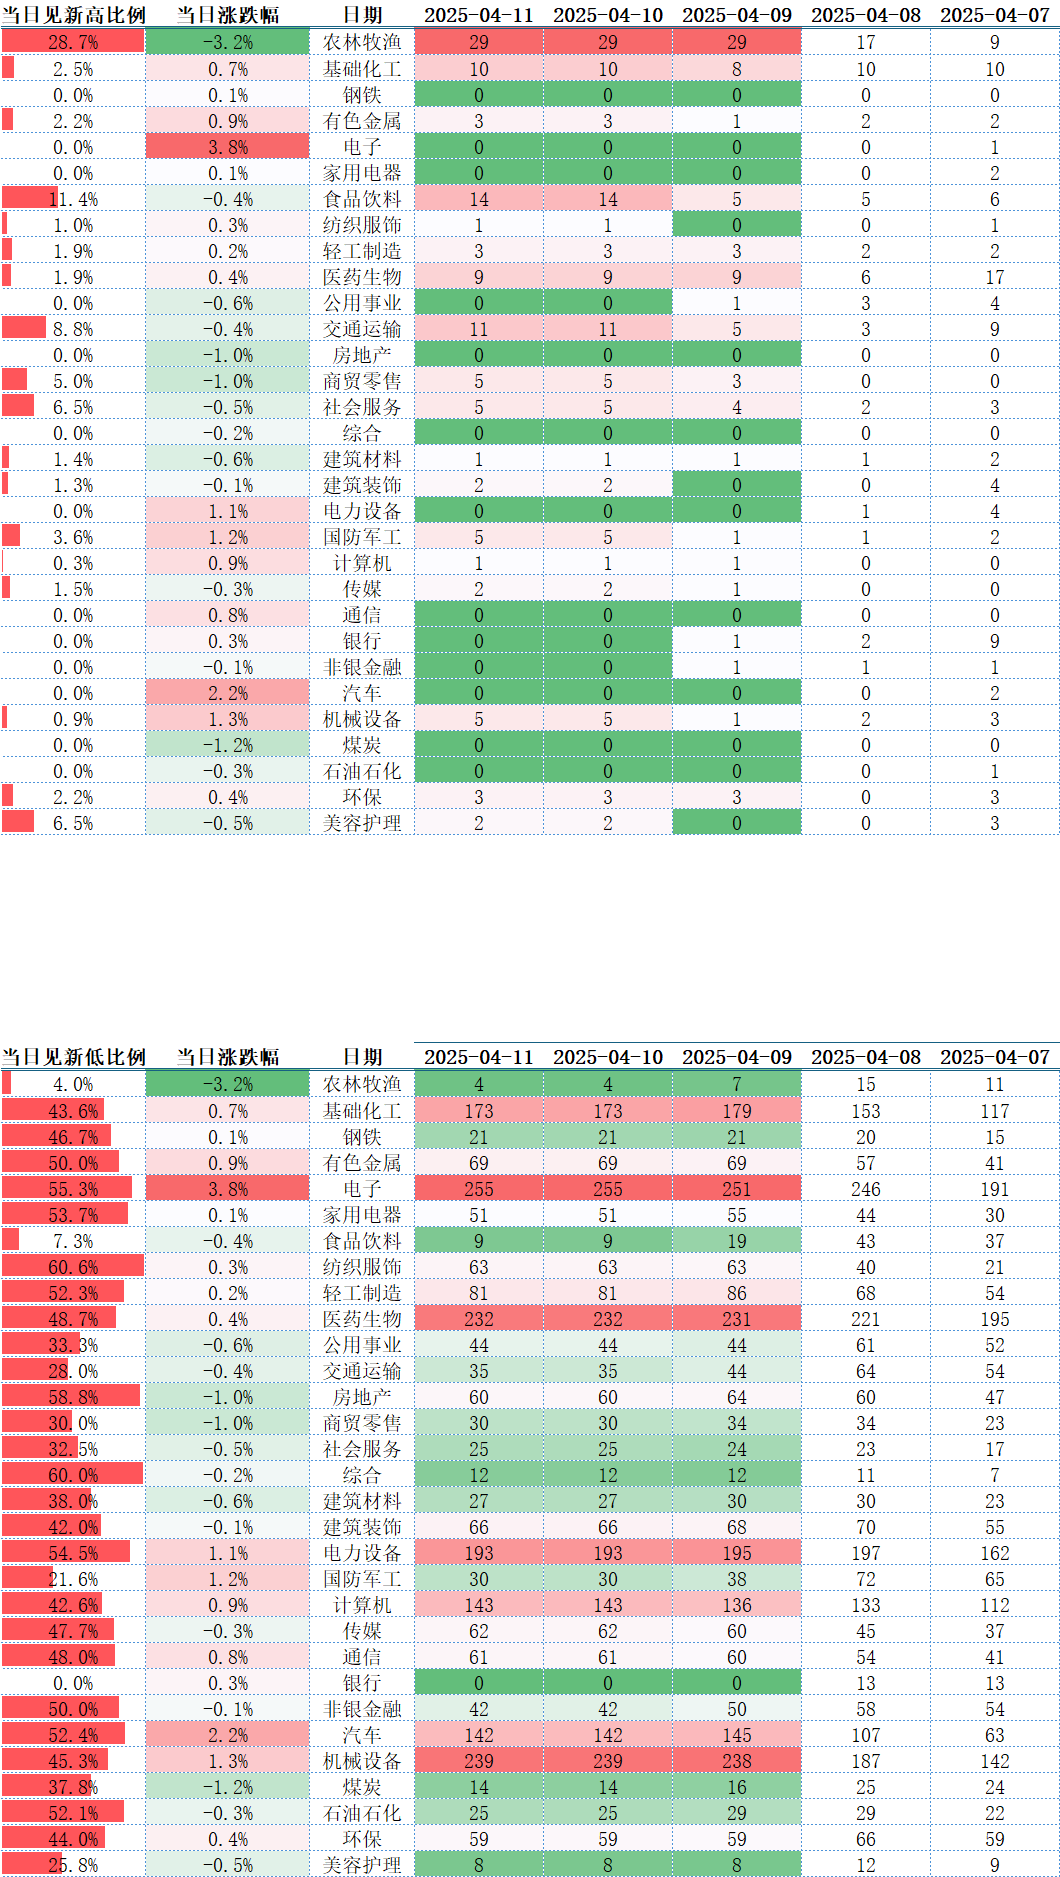 当日见新高比例 当日涨跌幅 日期 2025-04-11 2025-04-10 2025-04-09 2025-04-08 2025-04-07
28.7% -3.2% 农林牧渔 29 29 29 17 9
2.5% 0.7% 基础化工 10 10 8 10 10
0.0% 0.1% 钢铁 0 0 0 0 0
2.2% 0.9% 有色金属 3 3 1 2 2
0.0% 3.8% 电子 0 0 0 0 1
0.0% 0.1% 家用电器 0 0 0 0 2
11.4% -0.4% 食品饮料 14 14 5 5 6
1.0% 0.3% 纺织服饰 1 1 0 0 1
1.9% 0.2% 轻工制造 3 3 3 2 2
1.9% 0.4% 医药生物 9 9 9 6 17
0.0% -0.6% 公用事业 0 0 1 3 4
8.8% -0.4% 交通运输 11 11 5 3 9
0.0% -1.0% 房地产 0 0 0 0 0
5.0% -1.0% 商贸零售 5 5 3 0 0
6.5% -0.5% 社会服务 5 5 4 2 3
0.0% -0.2% 综合 0 0 0 0 0
1.4% -0.6% 建筑材料 1 1 1 1 2
1.3% -0.1% 建筑装饰 2 2 0 0 4
0.0% 1.1% 电力设备 0 0 0 1 4
3.6% 1.2% 国防军工 5 5 1 1 2
0.3% 0.9% 计算机 1 1 1 0 0
1.5% -0.3% 传媒 2 2 1 0 0
0.0% 0.8% 通信 0 0 0 0 0
0.0% 0.3% 银行 0 0 1 2 9
0.0% -0.1% 非银金融 0 0 1 1 1
0.0% 2.2% 汽车 0 0 0 0 2
0.9% 1.3% 机械设备 5 5 1 2 3
0.0% -1.2% 煤炭 0 0 0 0 0
0.0% -0.3% 石油石化 0 0 0 0 1
2.2% 0.4% 环保 3 3 3 0 3
6.5% -0.5% 美容护理 2 2 0 0 3
当日见新低比例 当日涨跌幅 日期 2025-04-11 2025-04-10 2025-04-09 2025-04-08 2025-04-07
4.0% -3.2% 农林牧渔 4 4 7 15 11
43.6% 0.7% 基础化工 173 173 179 153 117
46.7% 0.1% 钢铁 21 21 21 20 15
50.0% 0.9% 有色金属 69 69 69 57 41
55.3% 3.8% 电子 255 255 251 246 191
53.7% 0.1% 家用电器 51 51 55 44 30
7.3% -0.4% 食品饮料 9 9 19 43 37
60.6% 0.3% 纺织服饰 63 63 63 40 21
52.3% 0.2% 轻工制造 81 81 86 68 54
48.7% 0.4% 医药生物 232 232 231 221 195
33.3% -0.6% 公用事业 44 44 44 61 52
28.0% -0.4% 交通运输 35 35 44 64 54
58.8% -1.0% 房地产 60 60 64 60 47
30.0% -1.0% 商贸零售 30 30 34 34 23
32.5% -0.5% 社会服务 25 25 24 23 17
60.0% -0.2% 综合 12 12 12 11 7
38.0% -0.6% 建筑材料 27 27 30 30 23
42.0% -0.1% 建筑装饰 66 66 68 70 55
54.5% 1.1% 电力设备 193 193 195 197 162
21.6% 1.2% 国防军工 30 30 38 72 65
42.6% 0.9% 计算机 143 143 136 133 112
47.7% -0.3% 传媒 62 62 60 45 37
48.0% 0.8% 通信 61 61 60 54 41
0.0% 0.3% 银行 0 0 0 13 13
50.0% -0.1% 非银金融 42 42 50 58 54
52.4% 2.2% 汽车 142 142 145 107 63
45.3% 1.3% 机械设备 239 239 238 187 142
37.8% -1.2% 煤炭 14 14 16 25 24
52.1% -0.3% 石油石化 25 25 29 29 22
44.0% 0.4% 环保 59 59 59 66 59
25.8% -0.5% 美容护理 8 8 8 12 9